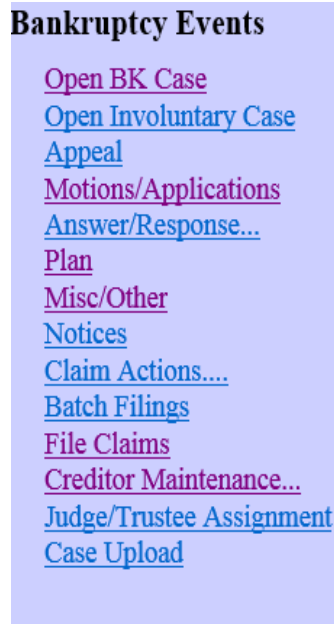 Bankruptcy Events
Open BK Case
Open Involuntary Case
Appeal
Motions/Applications
Answer/Response...
Plan
Misc/Other
Notices
Claim Actions....
Batch Filings
File Claims
Creditor Maintenance...
Judge/Trustee Assignment
Case Upload